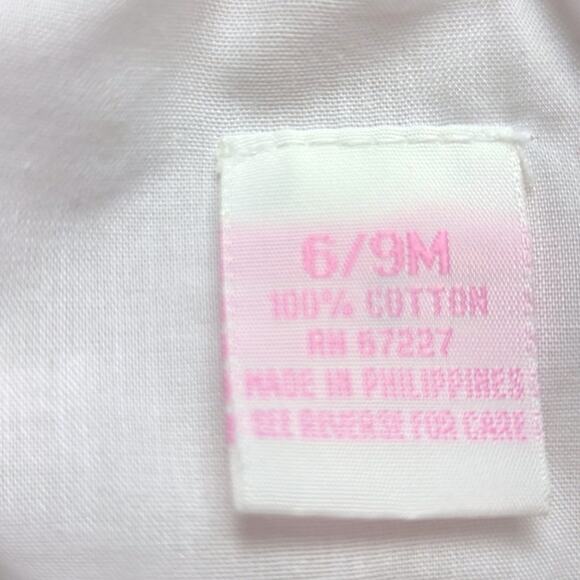 6/9M
100% COTTON
RN 67227
MADE IN PHILIPPINES
SEE REVERSE FOR CARE